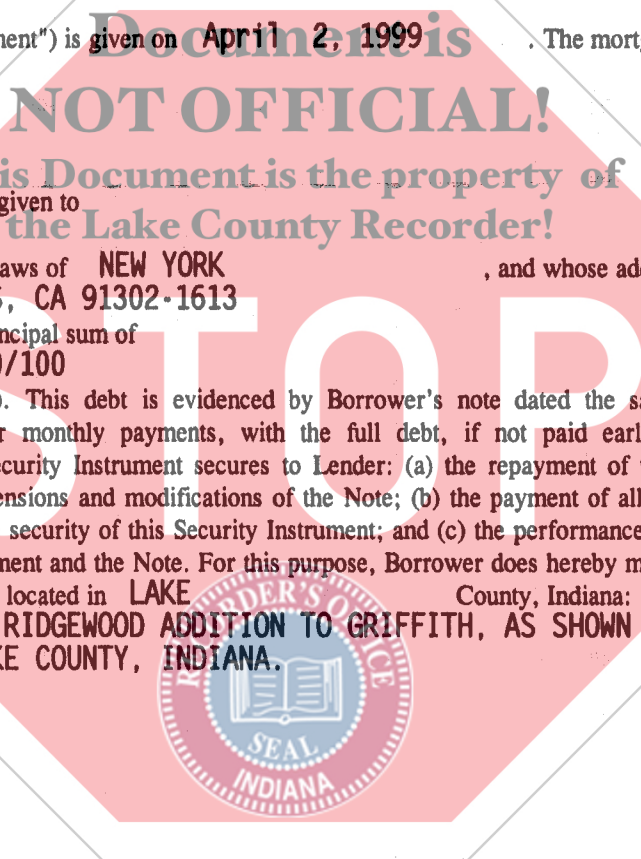 ment") is given on April 2, 1999 . The mortg
Document is
NOT OFFICIAL!
is Document is the property of
given to
the Lake County Recorder!
aws of NEW YORK , and whose add
S, CA 91302-1613
ncipal sum of
0/100
). This debt is evidenced by Borrower's note dated the sa
r monthly payments, with the full debt, if not paid earl
ecurity Instrument secures to Lender: (a) the repayment of
ensions and modifications of the Note; (b) the payment of all
security of this Security Instrument; and (c) the performance
ment and the Note. For this purpose, Borrower does hereby m
located in LAKE County, Indiana:
RIDGEWOOD ADDITION TO GRIFFITH, AS SHOWN
KE COUNTY, INDIANA.
STOP
RECORDER'S OFFICE
SEAL
INDIANA